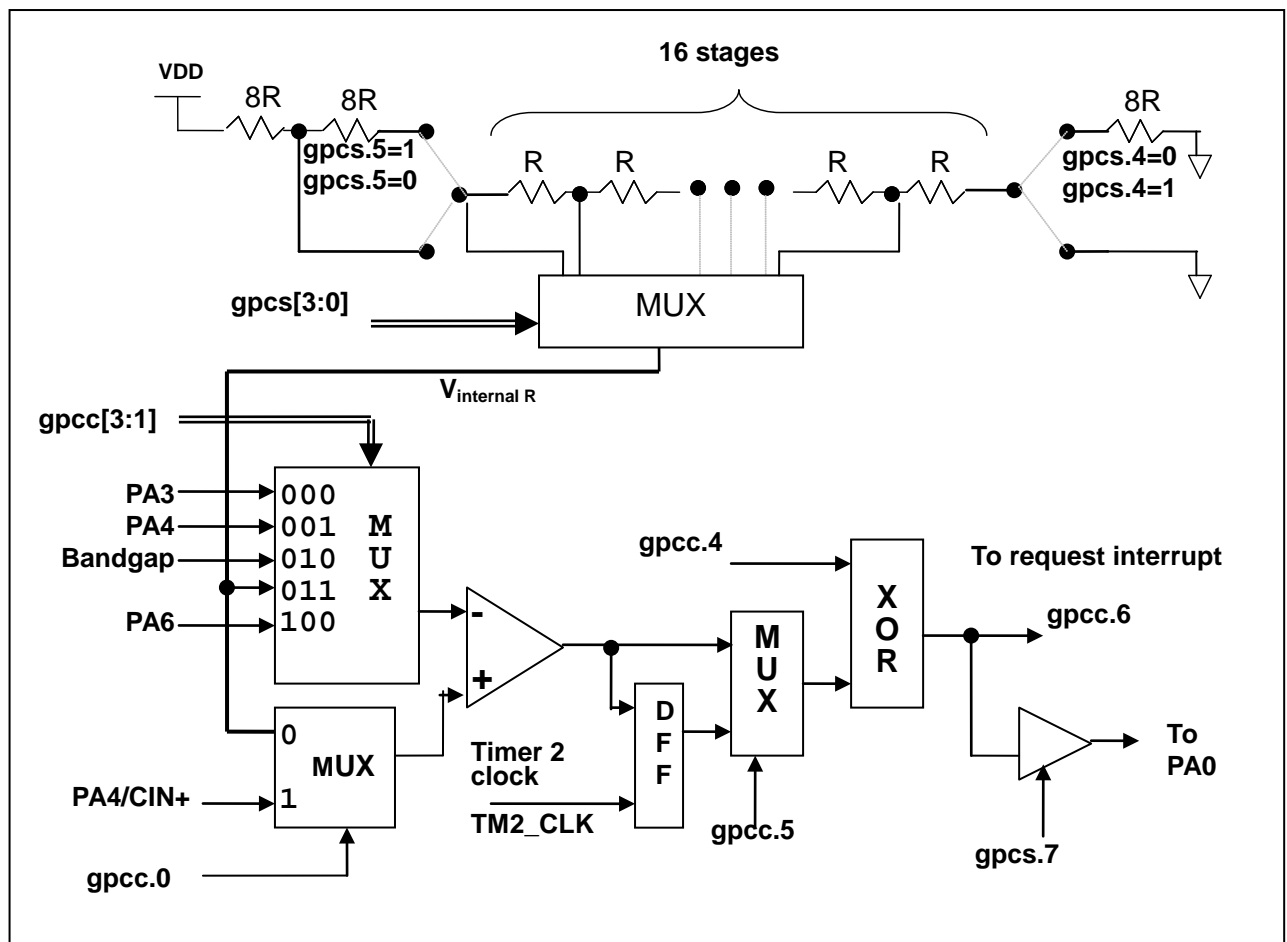 16 stages
VDD
8R
8R
8R
gpcs.5=1
gpcs.5=0
R
R
R
R
gpcs.4=0
gpcs.4=1
gpcs[3:0]
MUX
Vinternal R
gpcc[3:1]
PA3
000
PA4
001
Bandgap
010
011
PA6
100
MUX
-
+
0
1
MUX
PA4/CIN+
gpcc.0
Timer 2
clock
TM2_CLK
DFF
MUX
gpcc.5
gpcc.4
XOR
To request interrupt
gpcc.6
To
PA0
gpcs.7